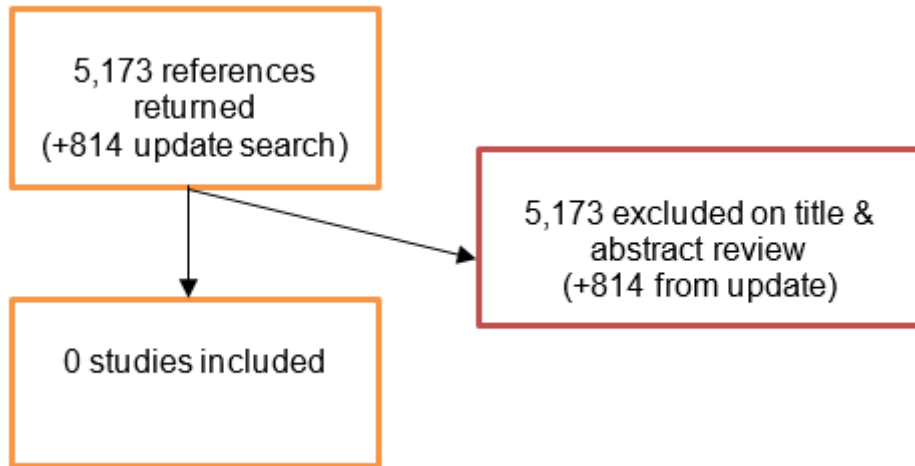 5,173 references
returned
(+814 update search)
5,173 excluded on title &
abstract review
(+814 from update)
0 studies included